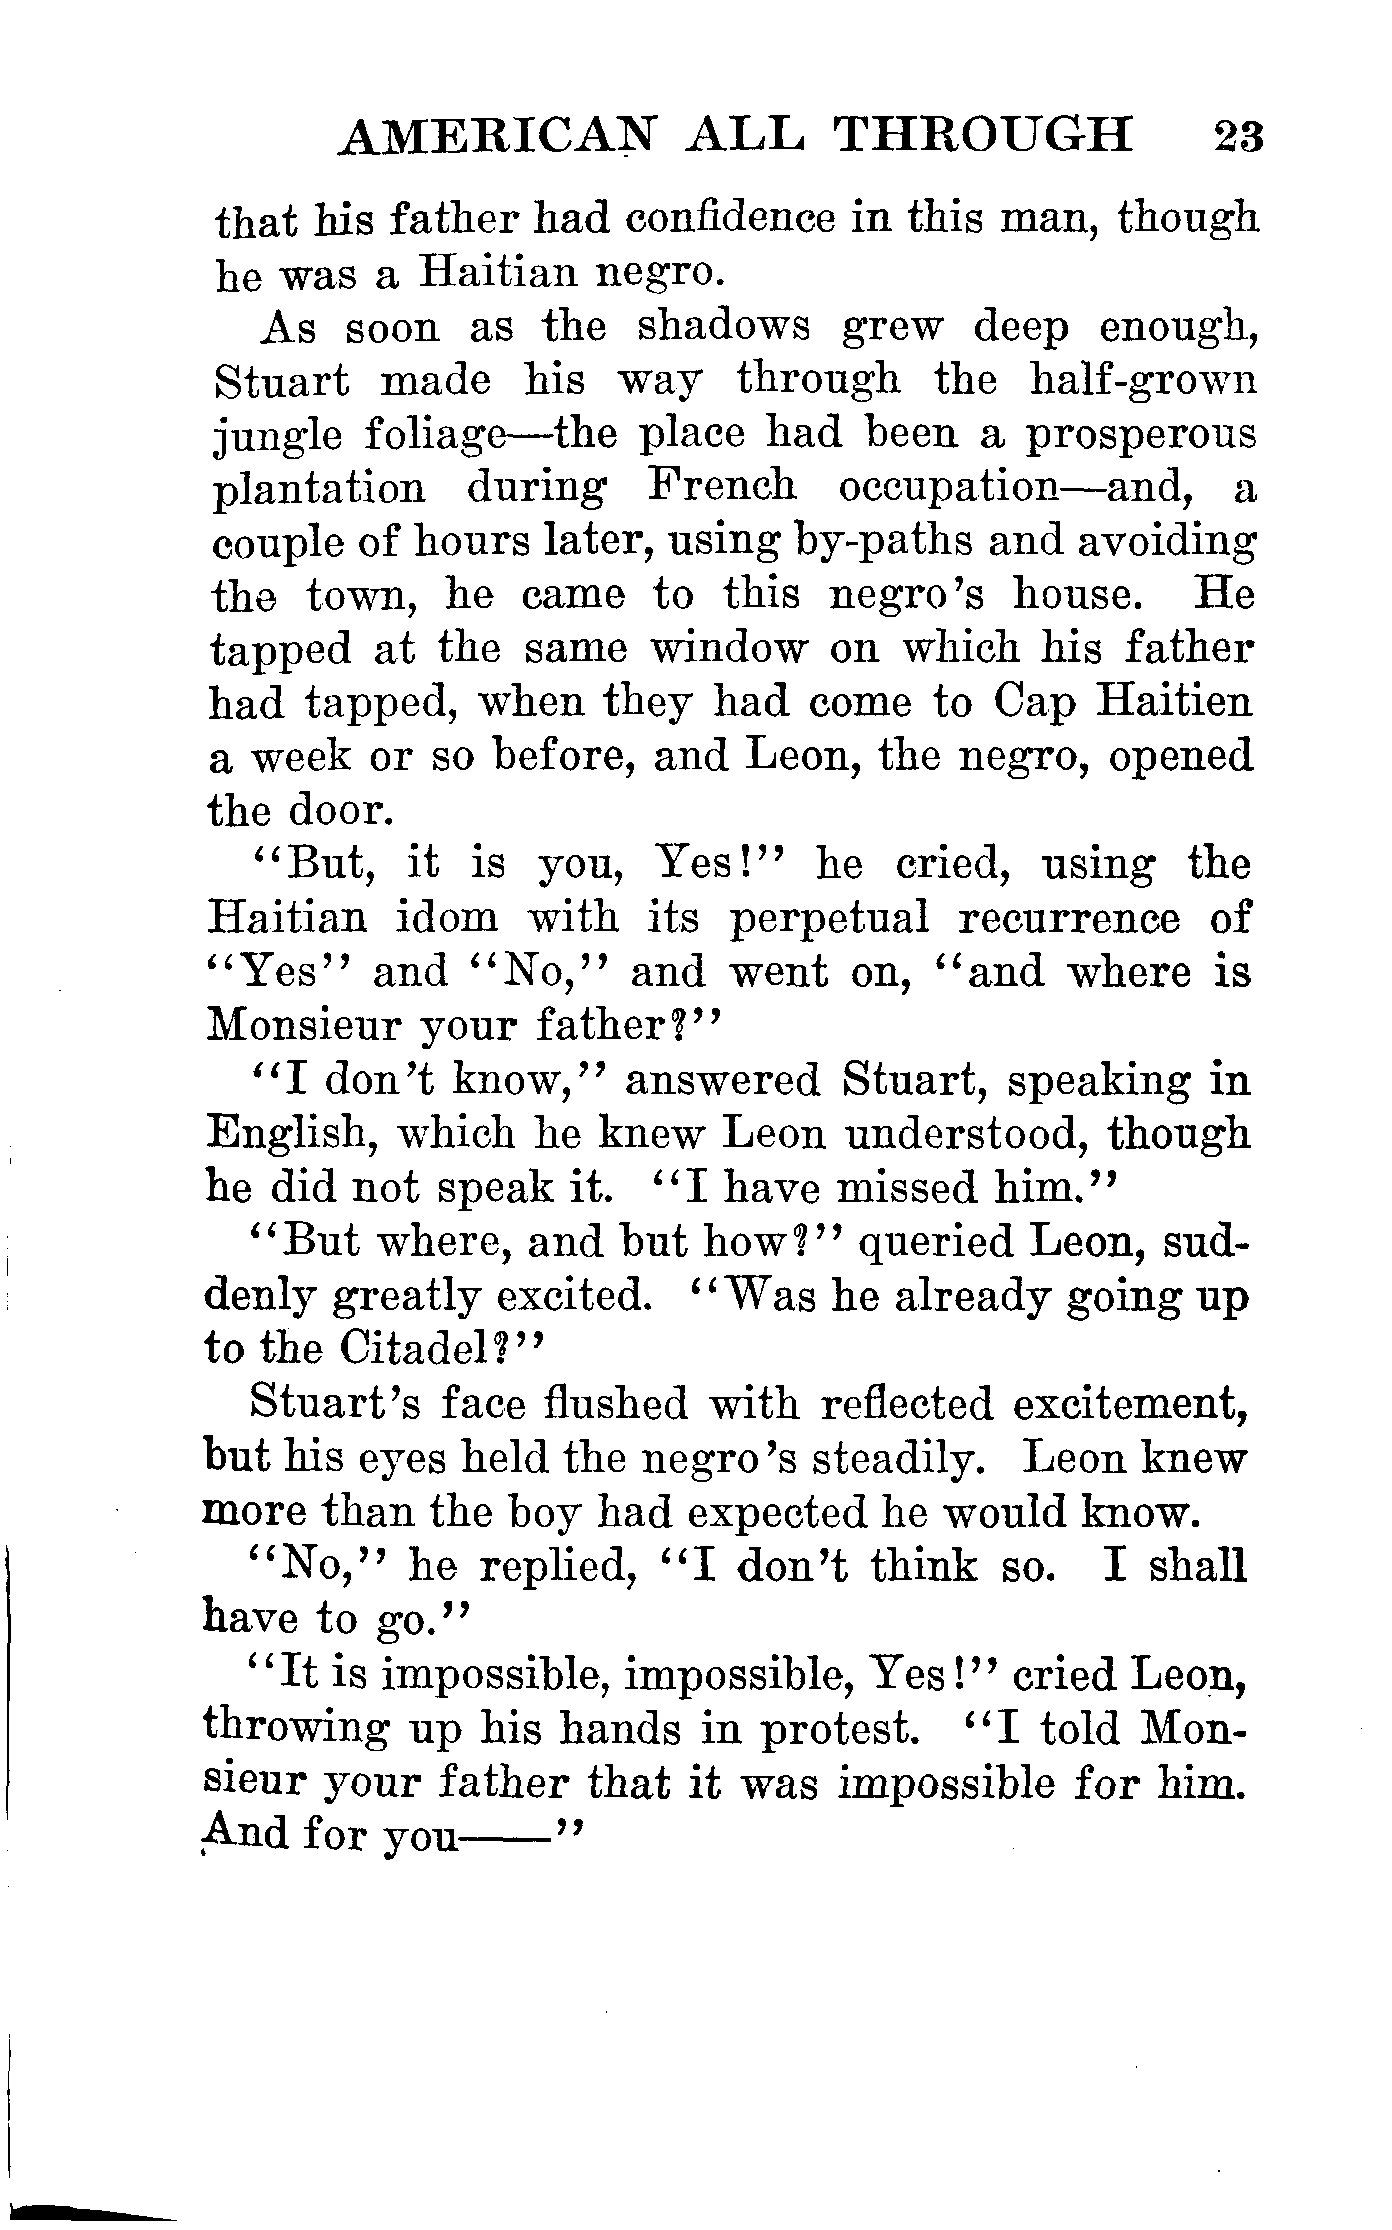 AMERICAN ALL THROUGH 23
that his father had confidence in this man, though
he was a Haitian negro.
As soon as the shadows grew deep enough,
Stuart made his way through the half-grown
jungle foliage—the place had been a prosperous
plantation during French occupation—and, a
couple of hours later, using by-paths and avoiding
the town, he came to this negro's house. He
tapped at the same window on which his father
had tapped, when they had come to Cap Haitien
a week or so before, and Leon, the negro, opened
the door.
"But, it is you, Yes!" he cried, using the
Haitian idom with its perpetual recurrence of
"Yes" and "No," and went on, "and where is
Monsieur your father?"
"I don't know," answered Stuart, speaking in
English, which he knew Leon understood, though
he did not speak it. "I have missed him."
"But where, and but how?" queried Leon, sud-
denly greatly excited. "Was he already going up
to the Citadel?"
Stuart's face flushed with reflected excitement,
but his eyes held the negro's steadily. Leon knew
more than the boy had expected he would know.
"No," he replied, "I don't think so. I shall
have to go."
"It is impossible, impossible, Yes!" cried Leon,
throwing up his hands in protest. "I told Mon-
sieur your father that it was impossible for him.
And for you——"